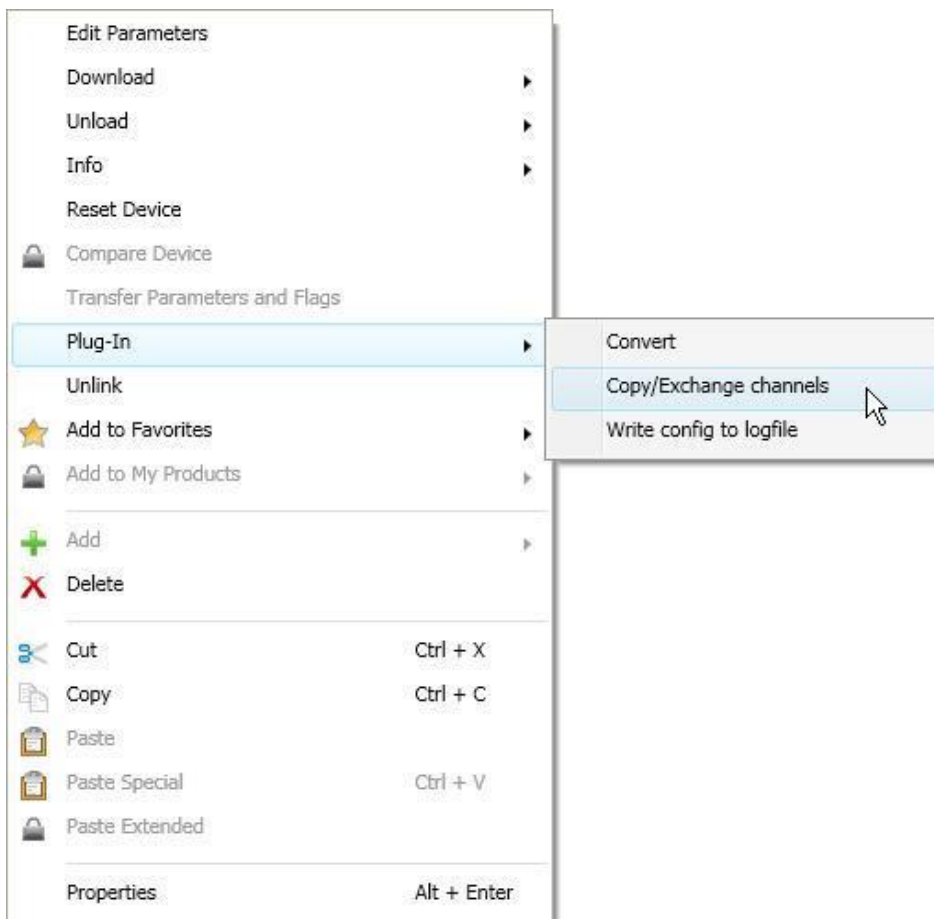 Edit Parameters
Download
Unload
Info
Reset Device
Compare Device
Transfer Parameters and Flags
Plug-In
Convert
Unlink
Copy/Exchange channels
Add to Favorites
Write config to logfile
Add to My Products
Add
Delete
Cut Ctrl + X
Copy Ctrl + C
Paste
Paste Special Ctrl + V
Paste Extended
Properties Alt + Enter